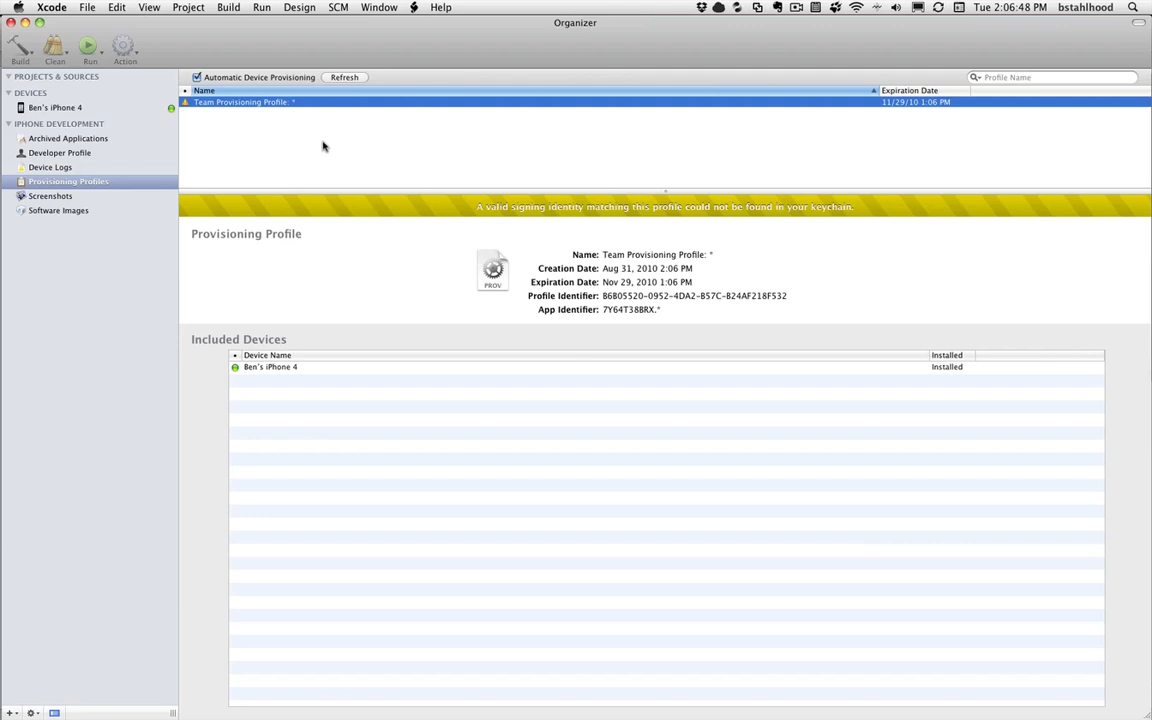 Xcode File Edit View Project Build Run Design SCM Window Help Tue 2:06:48 PM bstahlhood
Organizer
Build Clean Run Action
PROJECTS & SOURCES
DEVICES
Ben's iPhone 4
IPHONE DEVELOPMENT
Archived Applications
Developer Profile
Device Logs
Provisioning Profiles
Screenshots
Software Images
Automatic Device Provisioning Refresh Profile Name
Name Expiration Date
Team Provisioning Profile: * 11/29/10 1:06 PM
A valid signing identity matching this profile could not be found in your keychain.
Provisioning Profile
PROV
Name: Team Provisioning Profile: *
Creation Date: Aug 31, 2010 2:06 PM
Expiration Date: Nov 29, 2010 1:06 PM
Profile Identifier: B6B05520-0952-4DA2-B57C-B24AF218F532
App Identifier: 7Y64T38BRX.*
Included Devices
Device Name Installed
Ben's iPhone 4 Installed